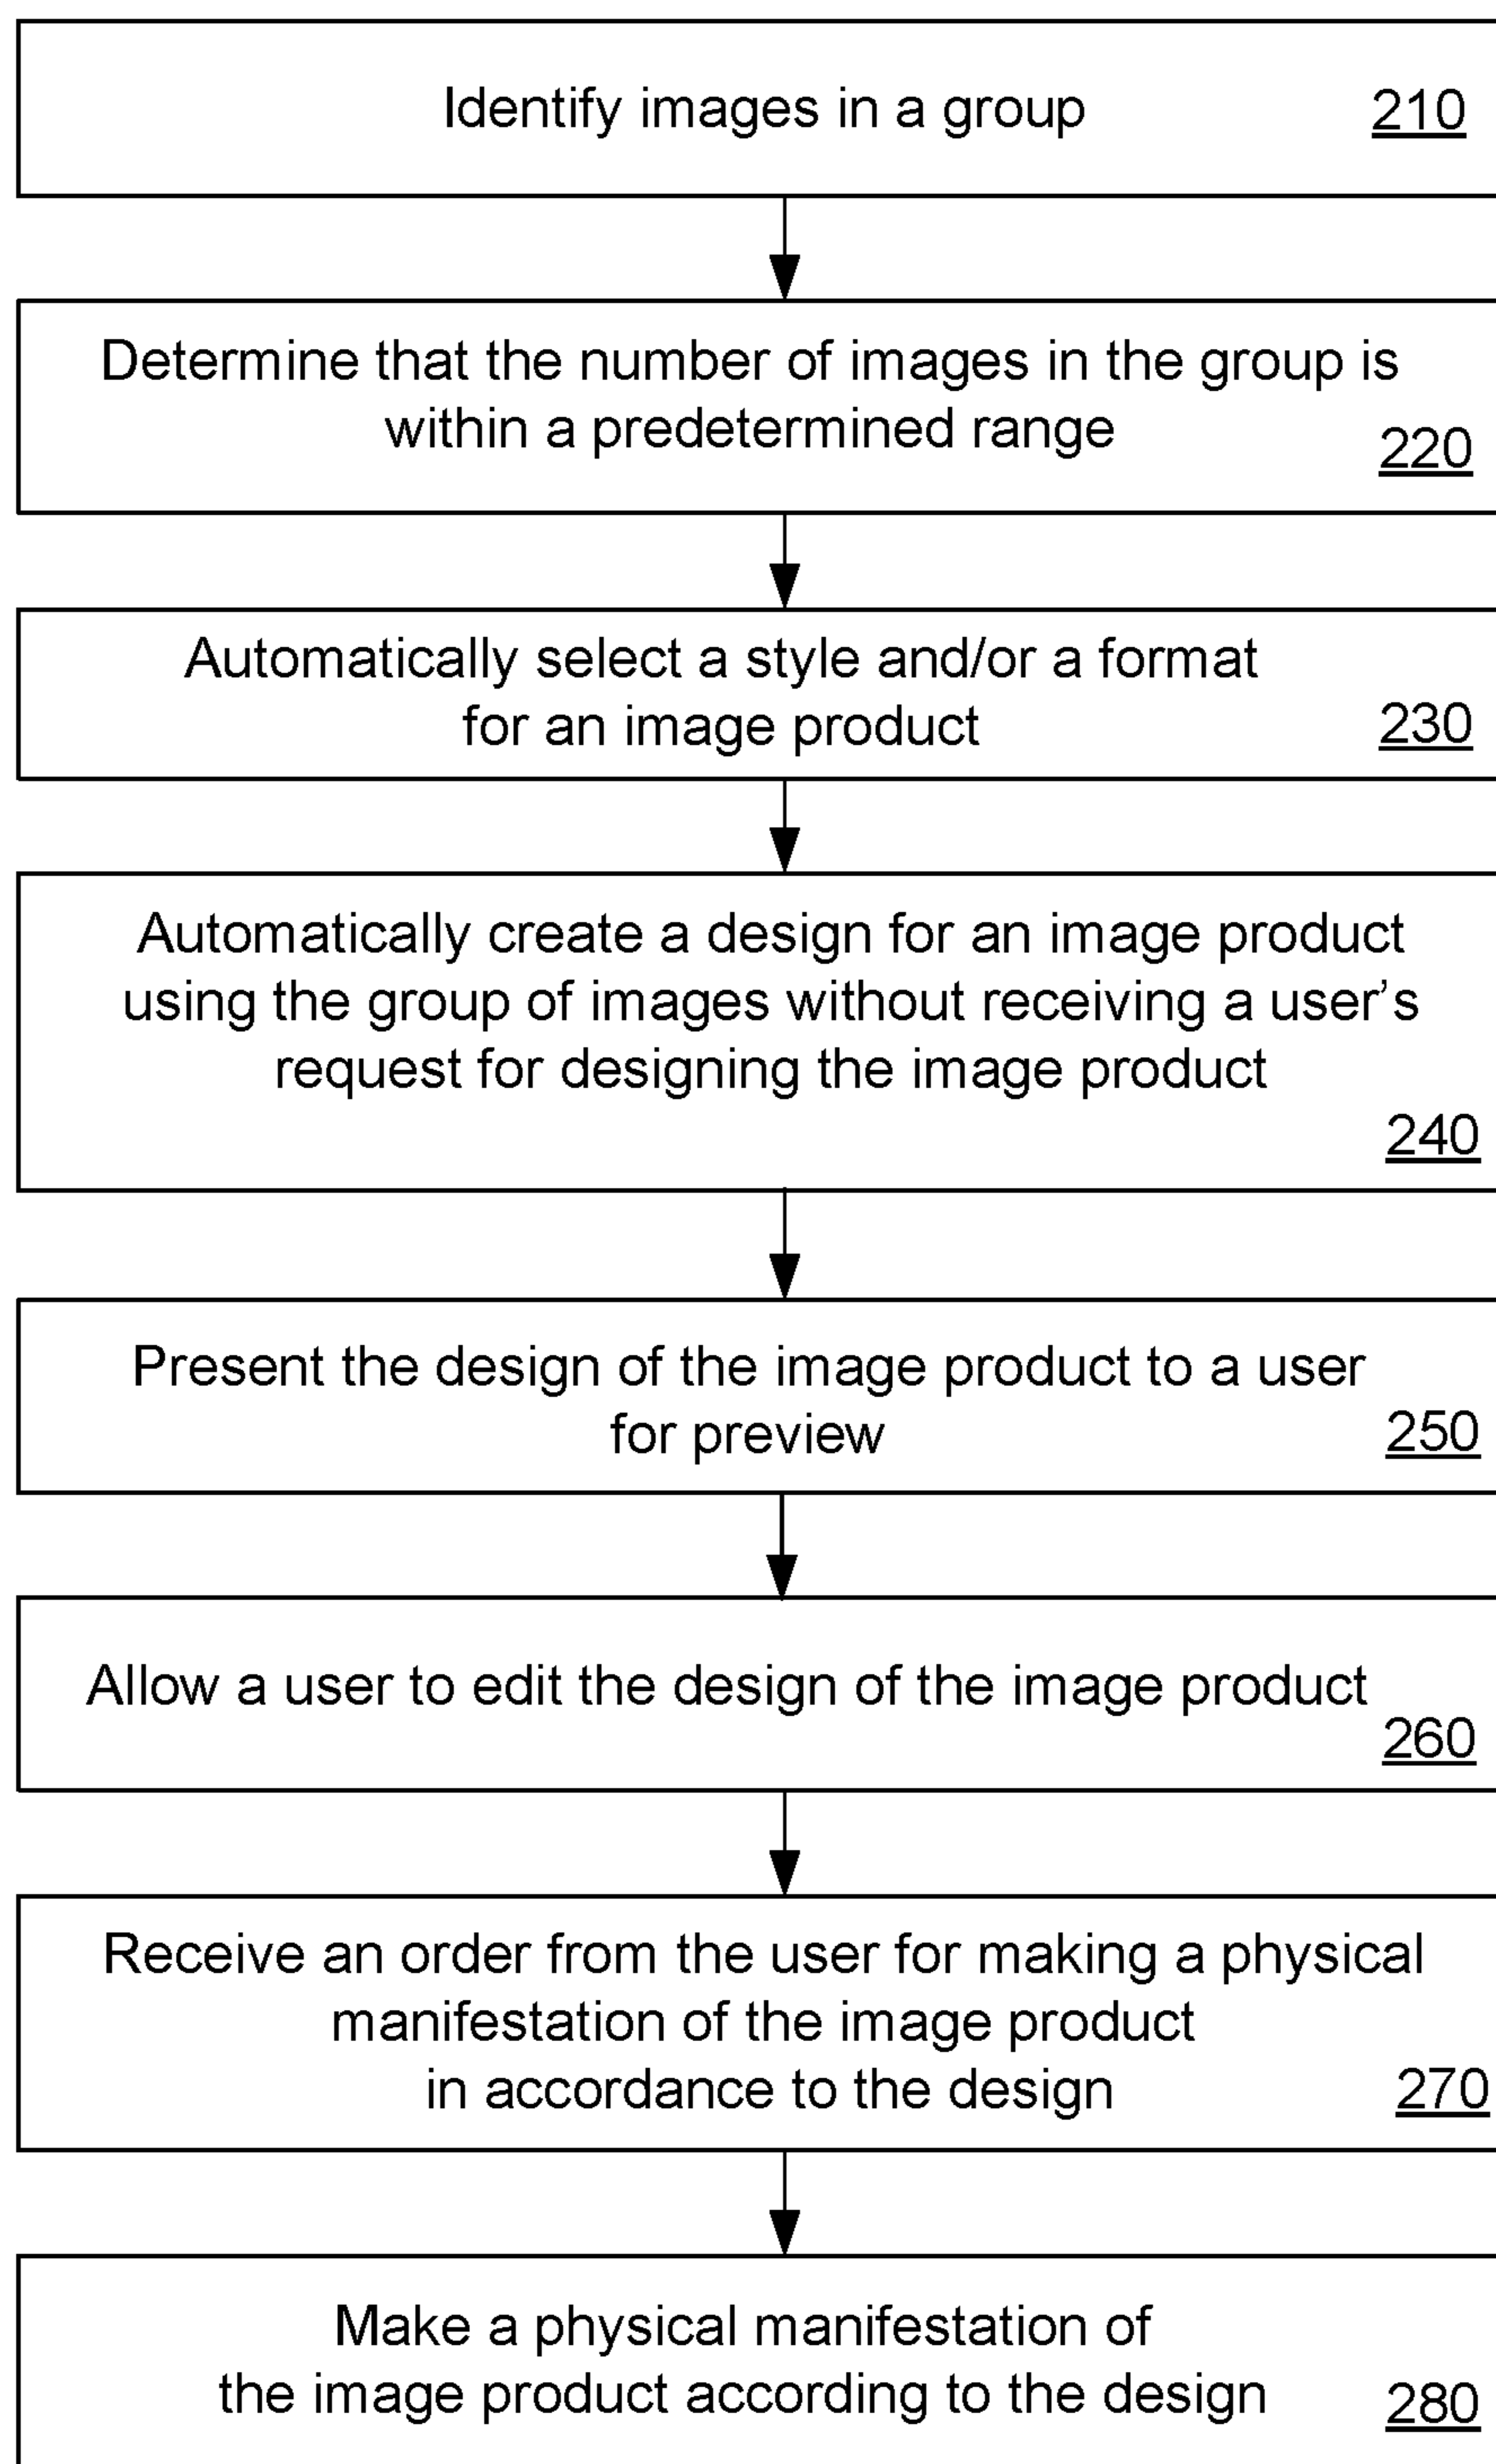 Identify images in a group 210
Determine that the number of images in the group is
within a predetermined range
220
Automatically select a style and/or a format
for an image product 230
Automatically create a design for an image product
using the group of images without receiving a user’s
request for designing the image product
240
Present the design of the image product to a user
for preview 250
Allow a user to edit the design of the image product
260
Receive an order from the user for making a physical
manifestation of the image product
in accordance to the design 270
Make a physical manifestation of
the image product according to the design 280